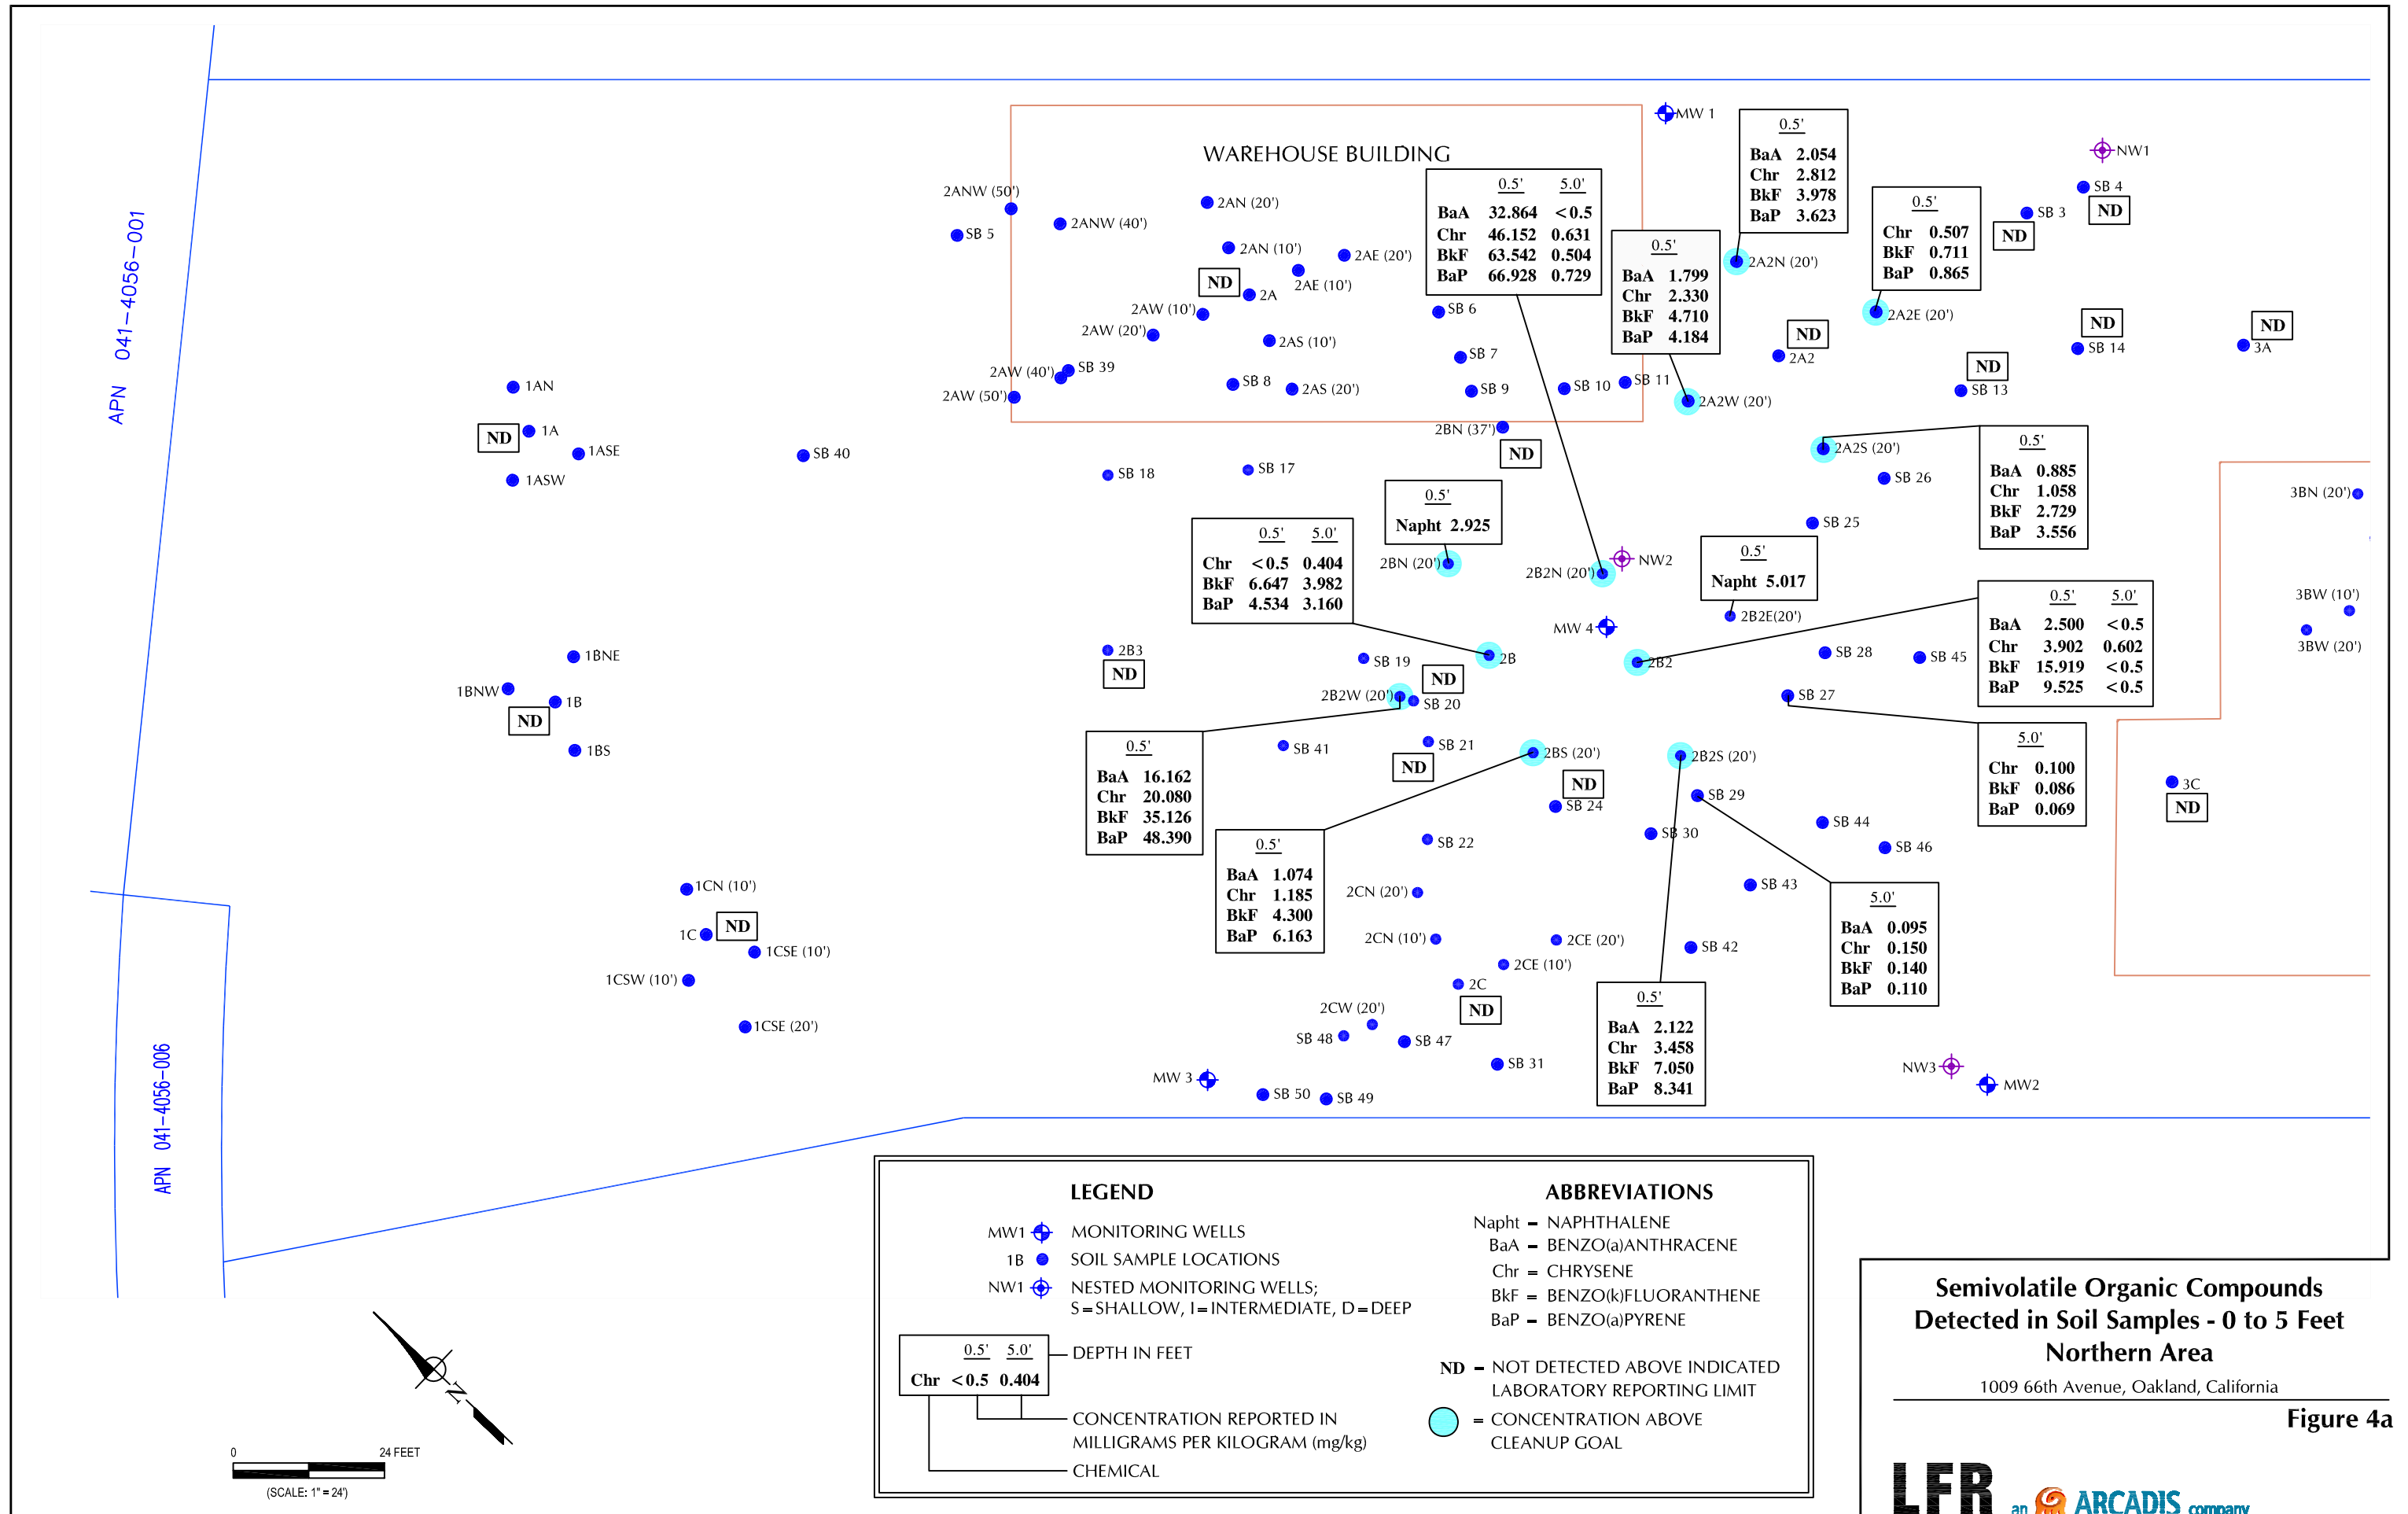 APN 041-4056-001
APN 041-4056-006
WAREHOUSE BUILDING
MW 1
NW1
SB 4
ND
SB 3
ND
2ANW (50')
SB 5
2ANW (40')
2AN (20')
2AN (10')
2AE (20')
2AE (10')
ND
2A
2AW (10')
2AW (20')
2AS (10')
2AW (40')
SB 39
2AW (50')
SB 8
2AS (20')
SB 6
SB 7
SB 9
SB 10
SB 11
0.5' 5.0'
BaA 32.864 <0.5
Chr 46.152 0.631
BkF 63.542 0.504
BaP 66.928 0.729
0.5'
BaA 1.799
Chr 2.330
BkF 4.710
BaP 4.184
0.5'
BaA 2.054
Chr 2.812
BkF 3.978
BaP 3.623
0.5'
Chr 0.507
BkF 0.711
BaP 0.865
2A2N (20')
2A2E (20')
ND
2A2
2A2W (20')
ND
SB 14
ND
SB 13
ND
3A
1AN
ND
1A
1ASE
1ASW
SB 40
SB 18
SB 17
2BN (37')
ND
2A2S (20')
SB 26
SB 25
0.5'
BaA 0.885
Chr 1.058
BkF 2.729
BaP 3.556
3BN (20')
0.5'
Napht 2.925
2BN (20')
0.5' 5.0'
Chr <0.5 0.404
BkF 6.647 3.982
BaP 4.534 3.160
2B2N (20')
NW2
0.5'
Napht 5.017
2B2E(20')
MW 4
0.5' 5.0'
BaA 2.500 <0.5
Chr 3.902 0.602
BkF 15.919 <0.5
BaP 9.525 <0.5
3BW (10')
3BW (20')
1BNE
1BNW
1B
ND
1BS
2B3
ND
SB 19
2B
2B2
SB 28
SB 45
ND
2B2W (20')
SB 20
SB 27
SB 41
SB 21
ND
2BS (20')
2B2S (20')
ND
SB 24
SB 29
0.5'
BaA 16.162
Chr 20.080
BkF 35.126
BaP 48.390
5.0'
Chr 0.100
BkF 0.086
BaP 0.069
3C
ND
0.5'
BaA 1.074
Chr 1.185
BkF 4.300
BaP 6.163
SB 22
SB 30
SB 44
SB 46
SB 43
1CN (10')
1C
ND
1CSE (10')
1CSW (10')
1CSE (20')
2CN (20')
2CN (10')
2CE (20')
2CE (10')
2C
ND
SB 42
5.0'
BaA 0.095
Chr 0.150
BkF 0.140
BaP 0.110
0.5'
BaA 2.122
Chr 3.458
BkF 7.050
BaP 8.341
2CW (20')
SB 48
SB 47
SB 31
MW 3
SB 50
SB 49
NW3
MW2
LEGEND
MW1 MONITORING WELLS
1B SOIL SAMPLE LOCATIONS
NW1 NESTED MONITORING WELLS;
S=SHALLOW, I=INTERMEDIATE, D=DEEP
0.5' 5.0'
DEPTH IN FEET
Chr <0.5 0.404
CONCENTRATION REPORTED IN
MILLIGRAMS PER KILOGRAM (mg/kg)
CHEMICAL
ABBREVIATIONS
Napht = NAPHTHALENE
BaA = BENZO(a)ANTHRACENE
Chr = CHRYSENE
BkF = BENZO(k)FLUORANTHENE
BaP = BENZO(a)PYRENE
ND = NOT DETECTED ABOVE INDICATED
LABORATORY REPORTING LIMIT
= CONCENTRATION ABOVE
CLEANUP GOAL
N
0 24 FEET
(SCALE: 1" = 24')
Semivolatile Organic Compounds
Detected in Soil Samples - 0 to 5 Feet
Northern Area
1009 66th Avenue, Oakland, California
Figure 4a
LFR an ARCADIS company